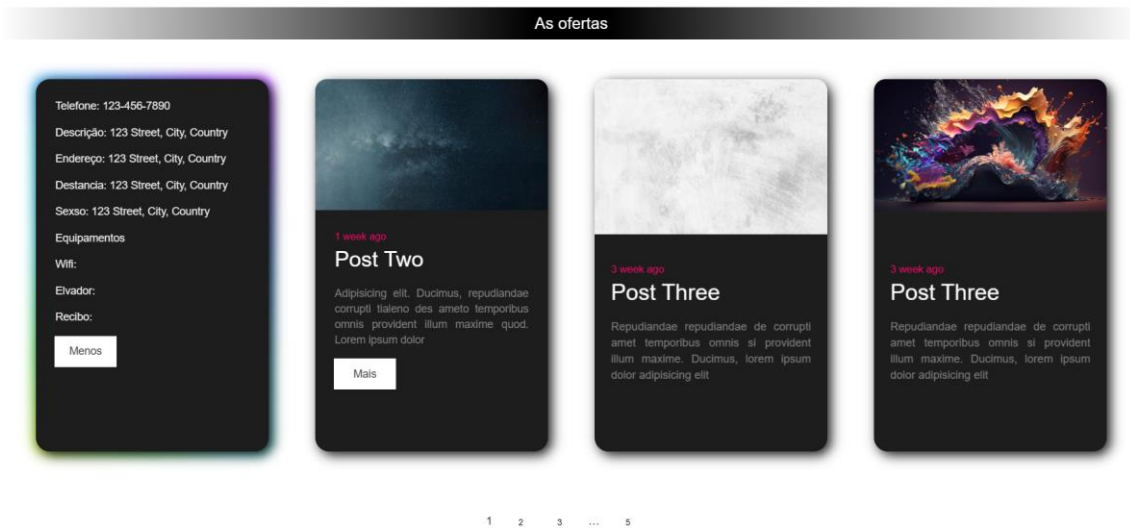 As ofertas
Telefone: 123-456-7890
Descrição: 123 Street, City, Country
Endereço: 123 Street, City, Country
Destancia: 123 Street, City, Country
Sexso: 123 Street, City, Country
Equipamentos
Wifi:
Elvador:
Recibo:
Menos
1 week ago
Post Two
Adipisicing elit. Ducimus, repudiandae
corrupti tialeno des ameto temporibus
omnis provident illum maxime quod.
Lorem ipsum dolor
Mais
3 week ago
Post Three
Repudiandae repudiandae de corrupti
amet temporibus omnis si provident
illum maxime. Ducimus, lorem ipsum
dolor adipisicing elit
3 week ago
Post Three
Repudiandae repudiandae de corrupti
amet temporibus omnis si provident
illum maxime. Ducimus, lorem ipsum
dolor adipisicing elit
1 2 3 ... 5